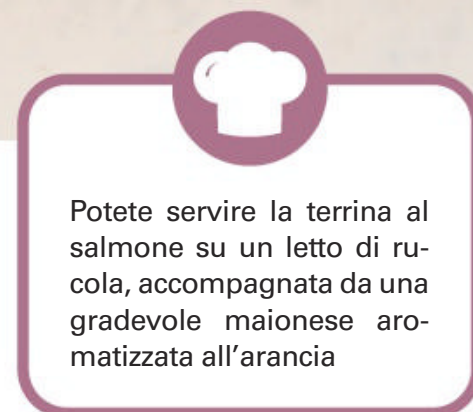 Potete servire la terrina al
salmone su un letto di ru-
cola, accompagnata da una
gradevole maionese aro-
matizzata all’arancia